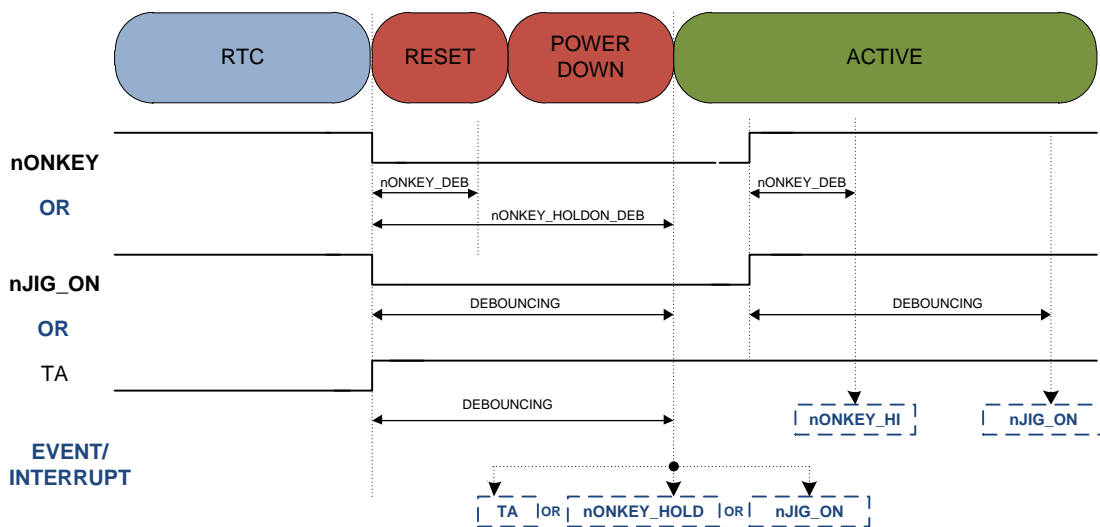 RTC
RESET
POWER
DOWN
ACTIVE
nONKEY
nONKEY_DEB
nONKEY_DEB
OR
nONKEY_HOLDON_DEB
nJIG_ON
DEBOUNCING
DEBOUNCING
OR
TA
DEBOUNCING
nONKEY_HI
nJIG_ON
EVENT/
INTERRUPT
TA OR nONKEY_HOLD OR nJIG_ON